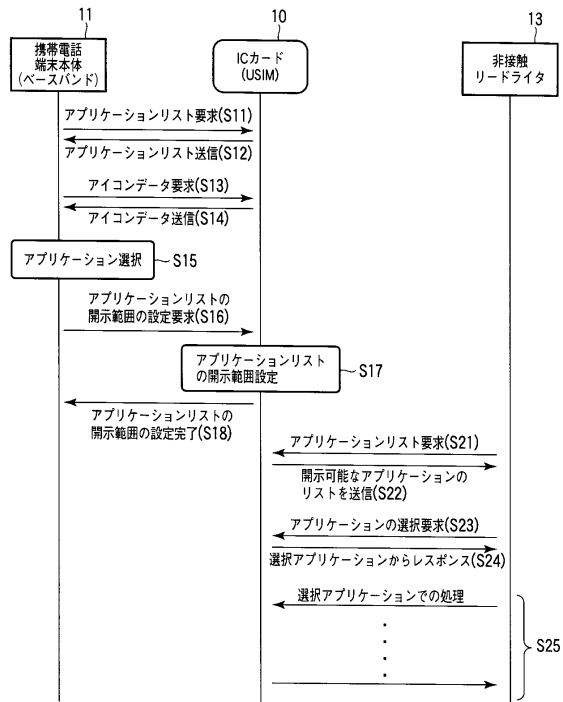 11
10
13
携帯電話
端末本体
(ベースバンド)
ICカード
(USIM)
非接触
リードライタ
アプリケーションリスト要求(S11)
アプリケーションリスト送信(S12)
アイコンデータ要求(S13)
アイコンデータ送信(S14)
アプリケーション選択
S15
アプリケーションリストの
開示範囲の設定要求(S16)
アプリケーションリスト
の開示範囲設定
S17
アプリケーションリストの
開示範囲の設定完了(S18)
アプリケーションリスト要求(S21)
開示可能なアプリケーションの
リストを送信(S22)
アプリケーションの選択要求(S23)
選択アプリケーションからレスポンス(S24)
選択アプリケーションでの処理
S25